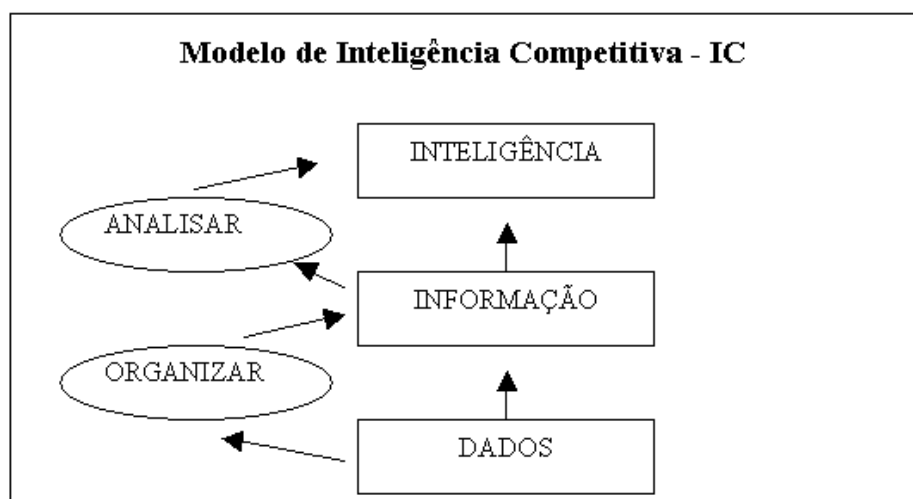 Modelo de Inteligência Competitiva - IC
INTELIGÊNCIA
ANALISAR
INFORMAÇÃO
ORGANIZAR
DADOS